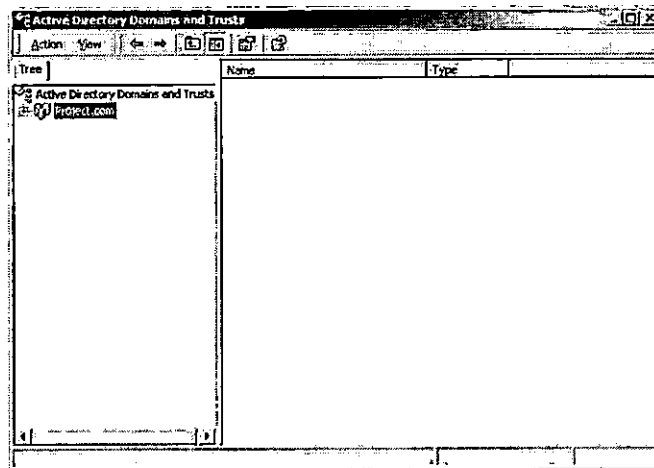 Active Directory Domains and Trusts
Action View
Tree
Name Type
Active Directory Domains and Trusts
Project.com